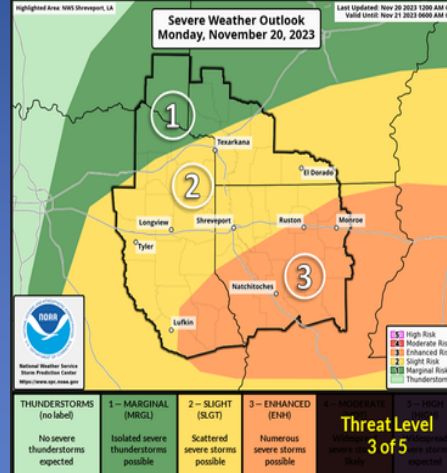 Highlighted Area: NWS Shreveport, LA
Severe Weather Outlook
Monday, November 20, 2023
Last Updated: Nov 20 2023 1200 AM
Valid Until: Nov 21 2023 0600 AM
1
Texarkana
2
El Dorado
Longview
Shreveport
Ruston
Monroe
Tyler
3
Natchitoches
Lufkin
NOAA
National Weather Service
Storm Prediction Center
https://www.spc.noaa.gov/
5 High Risk
4 Moderate Ris
3 Enhanced Ris
2 Slight Risk
1 Marginal Risk
Thunderstorm
THUNDERSTORMS
(no label)
No severe
thunderstorms
expected
1 — MARGINAL
(MRGL)
Isolated severe
thunderstorms
possible
2 — SLIGHT
(SLGT)
Scattered
severe storms
possible
3 — ENHANCED
(ENH)
Numerous
severe storms
possible
4 — MODERATE
likely
Threat Level
3 of 5